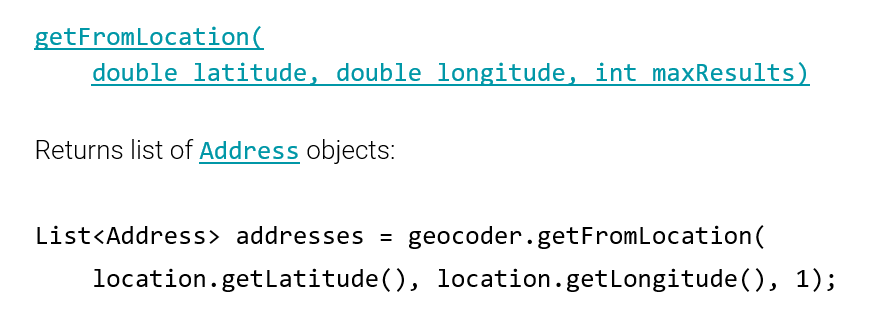 getFromLocation(
double latitude, double longitude, int maxResults)
Returns list of Address objects:
List<Address> addresses = geocoder.getFromLocation(
location.getLatitude(), location.getLongitude(), 1);